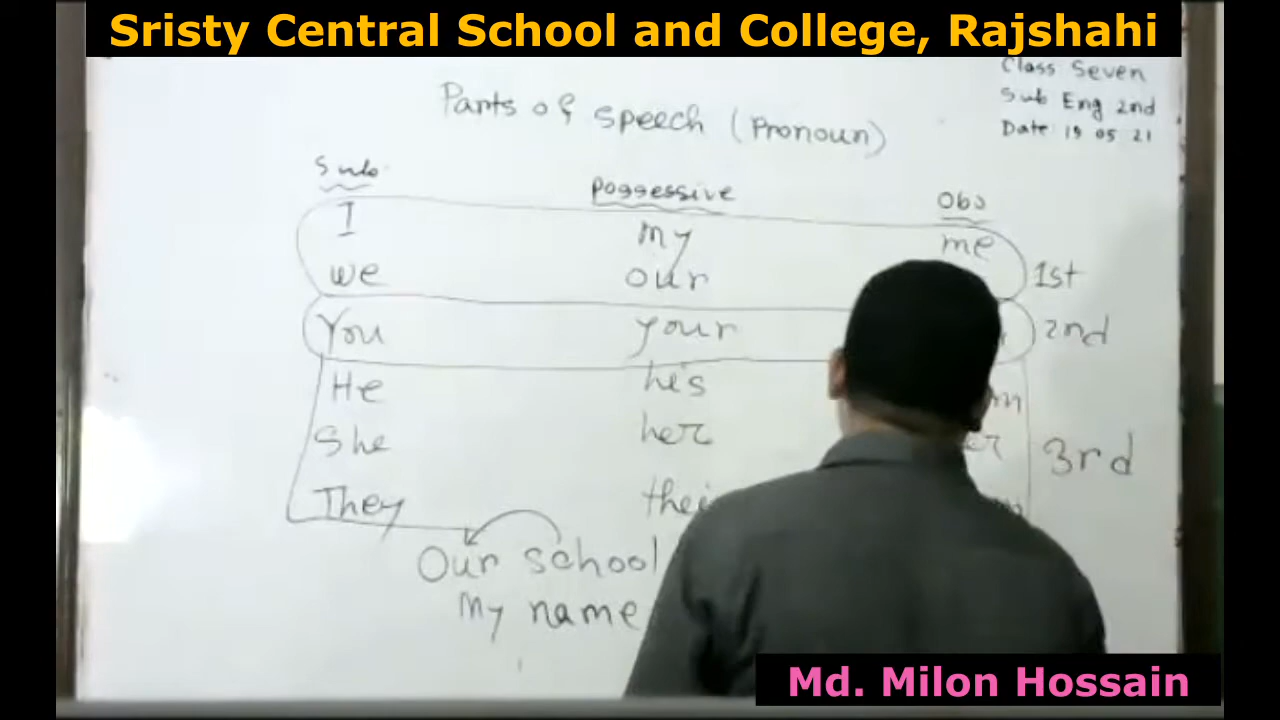 Sristy Central School and College, Rajshahi
Class Seven
Sub Eng 2nd
Date 19 05 21
Parts of speech (Pronoun)
Sub Poggessive Obj
I my me
We our 1st
You your 2nd
He his
She her 3rd
They
Our school
My name
Md. Milon Hossain